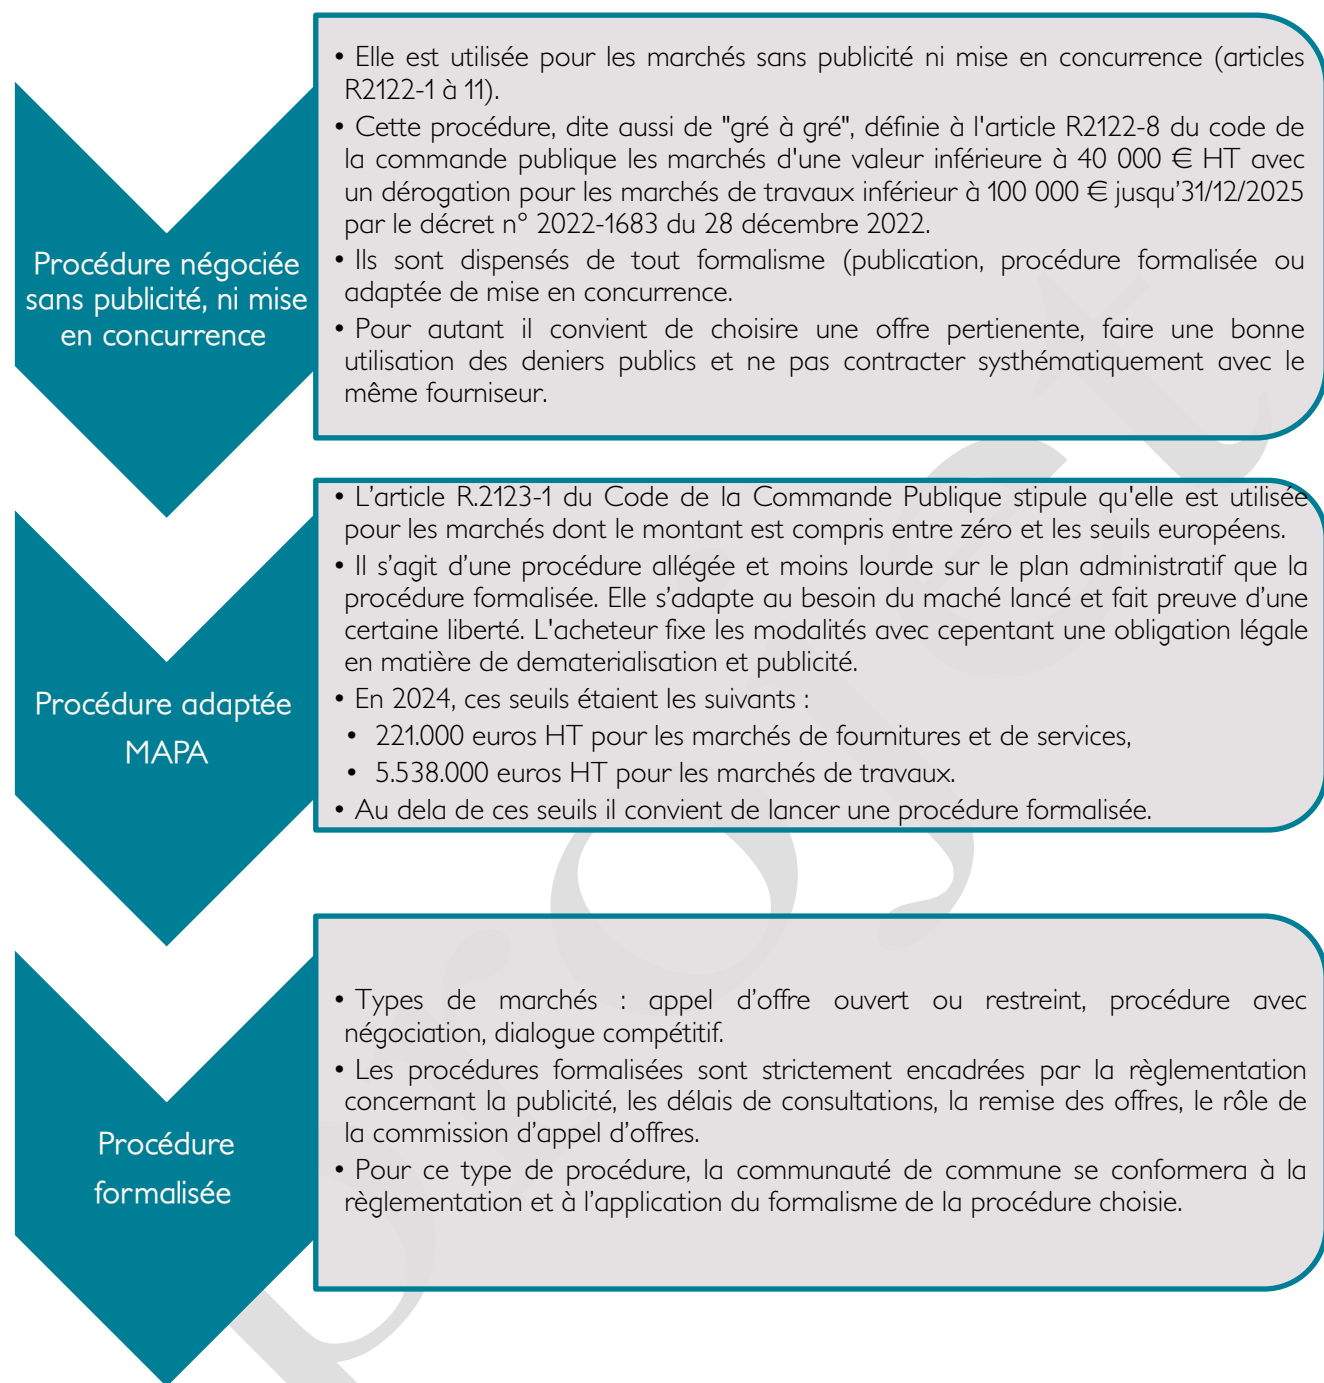 Procédure négociée
sans publicité, ni mise
en concurrence
• Elle est utilisée pour les marchés sans publicité ni mise en concurrence (articles
R2122-1 à 11).
• Cette procédure, dite aussi de "gré à gré", définie à l'article R2122-8 du code de
la commande publique les marchés d'une valeur inférieure à 40 000 € HT avec
un dérogation pour les marchés de travaux inférieur à 100 000 € jusqu’31/12/2025
par le décret n° 2022-1683 du 28 décembre 2022.
• Ils sont dispensés de tout formalisme (publication, procédure formalisée ou
adaptée de mise en concurrence.
• Pour autant il convient de choisire une offre pertienente, faire une bonne
utilisation des deniers publics et ne pas contracter systhématiquement avec le
même fourniseur.
Procédure adaptée
MAPA
• L’article R.2123-1 du Code de la Commande Publique stipule qu'elle est utilisée
pour les marchés dont le montant est compris entre zéro et les seuils européens.
• Il s’agit d’une procédure allégée et moins lourde sur le plan administratif que la
procédure formalisée. Elle s’adapte au besoin du maché lancé et fait preuve d’une
certaine liberté. L'acheteur fixe les modalités avec cepentant une obligation légale
en matière de dematerialisation et publicité.
• En 2024, ces seuils étaient les suivants :
• 221.000 euros HT pour les marchés de fournitures et de services,
• 5.538.000 euros HT pour les marchés de travaux.
• Au dela de ces seuils il convient de lancer une procédure formalisée.
Procédure
formalisée
• Types de marchés : appel d’offre ouvert ou restreint, procédure avec
négociation, dialogue compétitif.
• Les procédures formalisées sont strictement encadrées par la règlementation
concernant la publicité, les délais de consultations, la remise des offres, le rôle de
la commission d’appel d’offres.
• Pour ce type de procédure, la communauté de commune se conformera à la
règlementation et à l’application du formalisme de la procédure choisie.
projet